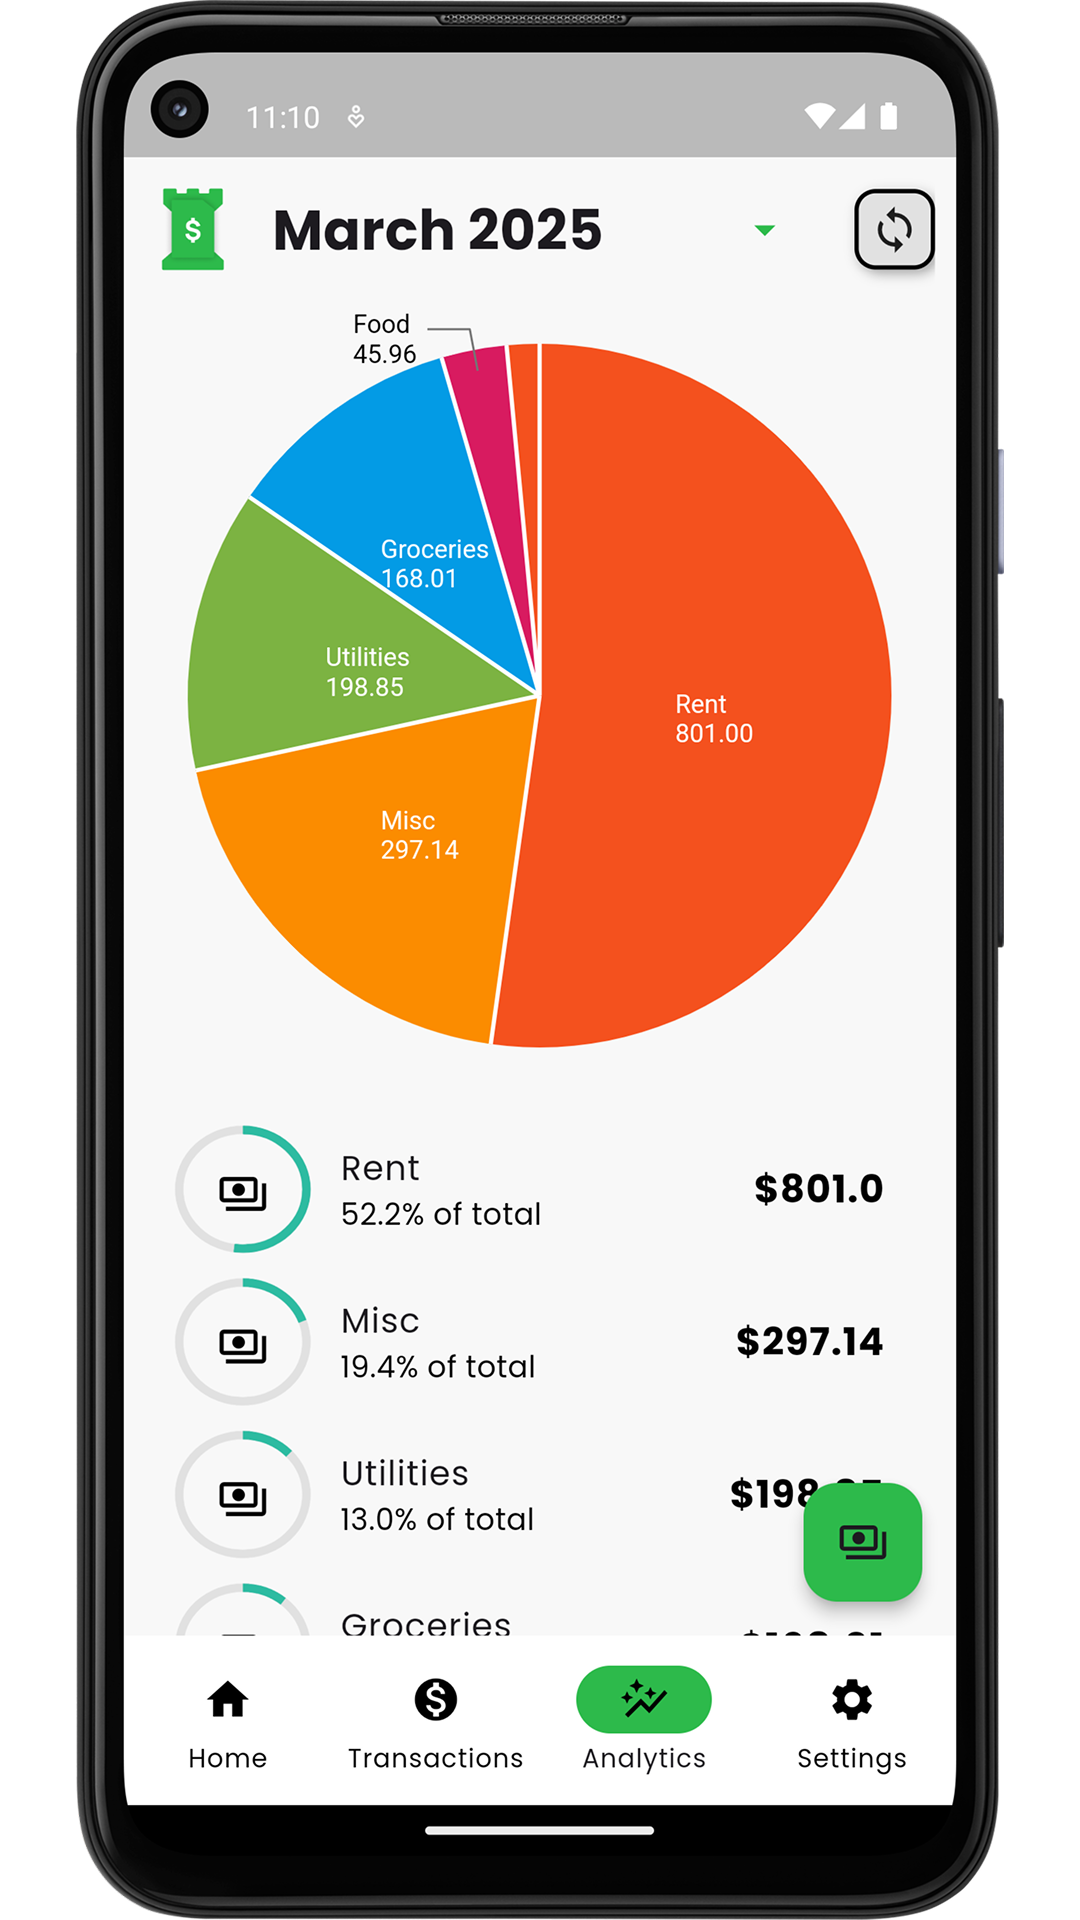 11:10
$
March 2025
Food
45.96
Groceries
168.01
Utilities
198.85
Rent
801.00
Misc
297.14
Rent
52.2% of total
$801.0
Misc
19.4% of total
$297.14
Utilities
13.0% of total
$198
Groceries
Home
Transactions
Analytics
Settings